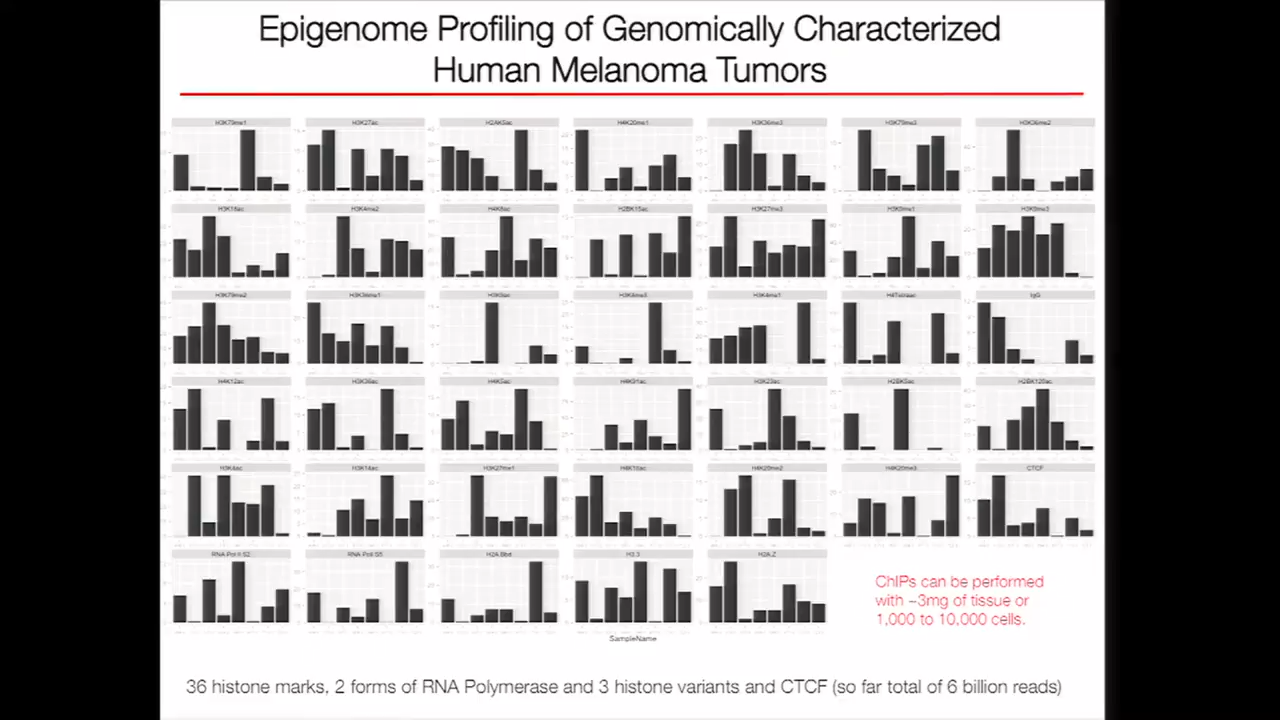 Epigenome Profiling of Genomically Characterized
Human Melanoma Tumors
H3K79me1 H3K27ac H2AK5ac H4K20me1 H3K36me3 H3K79me3 H3K36me2
H3K18ac H3K4me2 H4K8ac H2BK15ac H3K27me3 H3K9me1 H3K9me3
H3K79me2 H3K36me1 H3K9ac H3K4me3 H3K4me1 H4Tetraac IgG
H4K12ac H3K36ac H4K5ac H3K23ac H2BK5ac H2BK120ac
H3K4ac H3K14ac H3K27me1 H4K16ac H4K20me2 H4K20me3 CTCF
RNA Pol II S2 RNA Pol II S5 H2A.Bbd H3.3 H2A.Z
ChIPs can be performed
with ~3mg of tissue or
1,000 to 10,000 cells.
SampleName
36 histone marks, 2 forms of RNA Polymerase and 3 histone variants and CTCF (so far total of 6 billion reads)